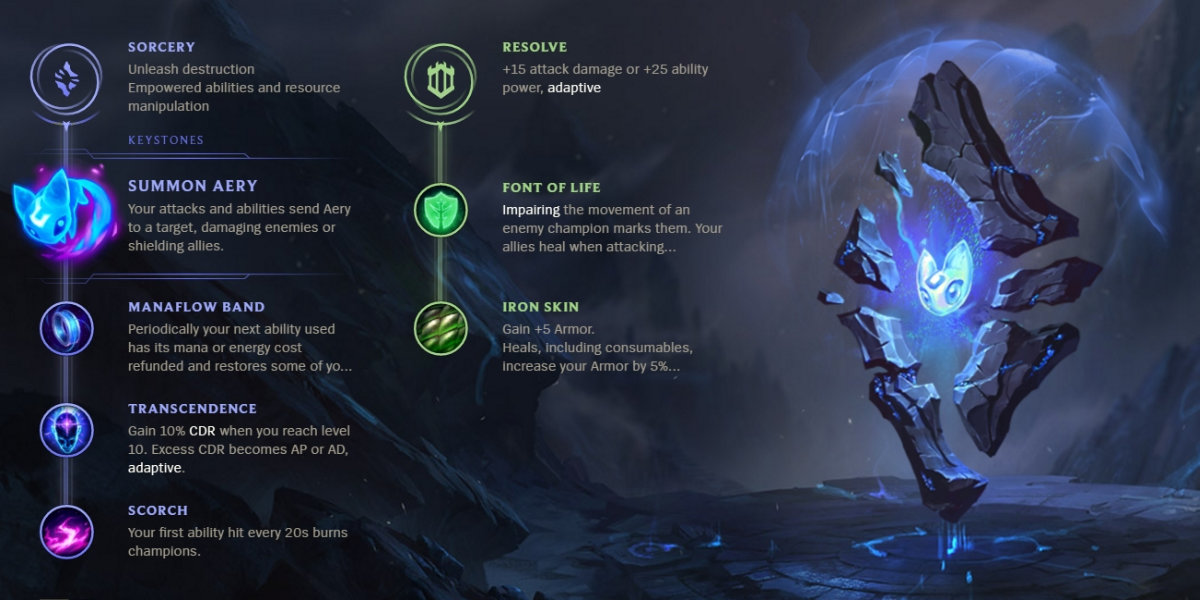 SORCERY
Unleash destruction
Empowered abilities and resource
manipulation
KEYSTONES
SUMMON AERY
Your attacks and abilities send Aery
to a target, damaging enemies or
shielding allies.
MANAFLOW BAND
Periodically your next ability used
has its mana or energy cost
refunded and restores some of yo...
TRANSCENDENCE
Gain 10% CDR when you reach level
10. Excess CDR becomes AP or AD,
adaptive.
SCORCH
Your first ability hit every 20s burns
champions.
RESOLVE
+15 attack damage or +25 ability
power, adaptive
FONT OF LIFE
Impairing the movement of an
enemy champion marks them. Your
allies heal when attacking...
IRON SKIN
Gain +5 Armor.
Heals, including consumables,
increase your Armor by 5%...